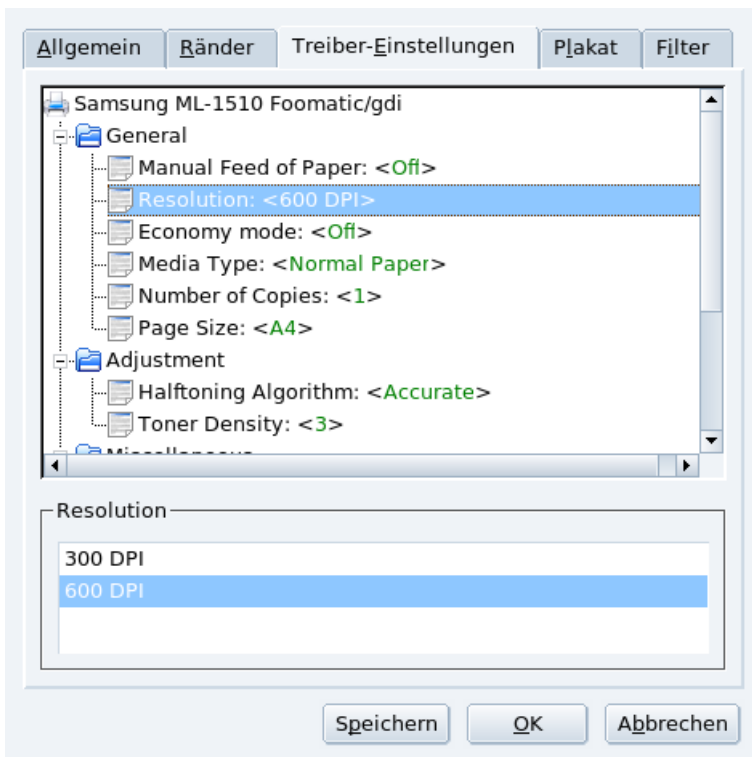 Allgemein Ränder Treiber-Einstellungen Plakat Filter
Samsung ML-1510 Foomatic/gdi
General
Manual Feed of Paper: <Off>
Resolution: <600 DPI>
Economy mode: <Off>
Media Type: <Normal Paper>
Number of Copies: <1>
Page Size: <A4>
Adjustment
Halftoning Algorithm: <Accurate>
Toner Density: <3>
Miscellaneous
Resolution
300 DPI
600 DPI
Speichern OK Abbrechen